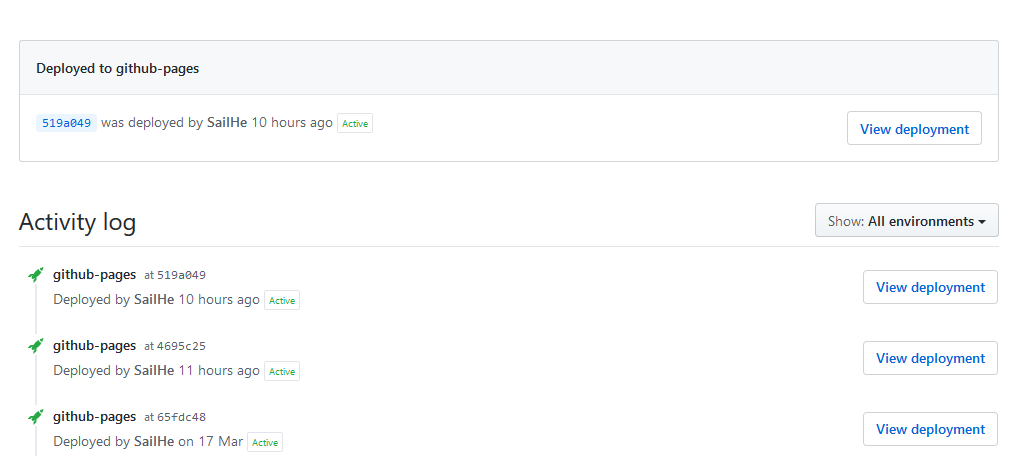 Deployed to github-pages
519a049 was deployed by SailHe 10 hours ago Active
View deployment
Activity log
Show: All environments
github-pages at 519a049
Deployed by SailHe 10 hours ago Active
View deployment
github-pages at 4695c25
Deployed by SailHe 11 hours ago Active
View deployment
github-pages at 65fdc48
Deployed by SailHe on 17 Mar Active
View deployment